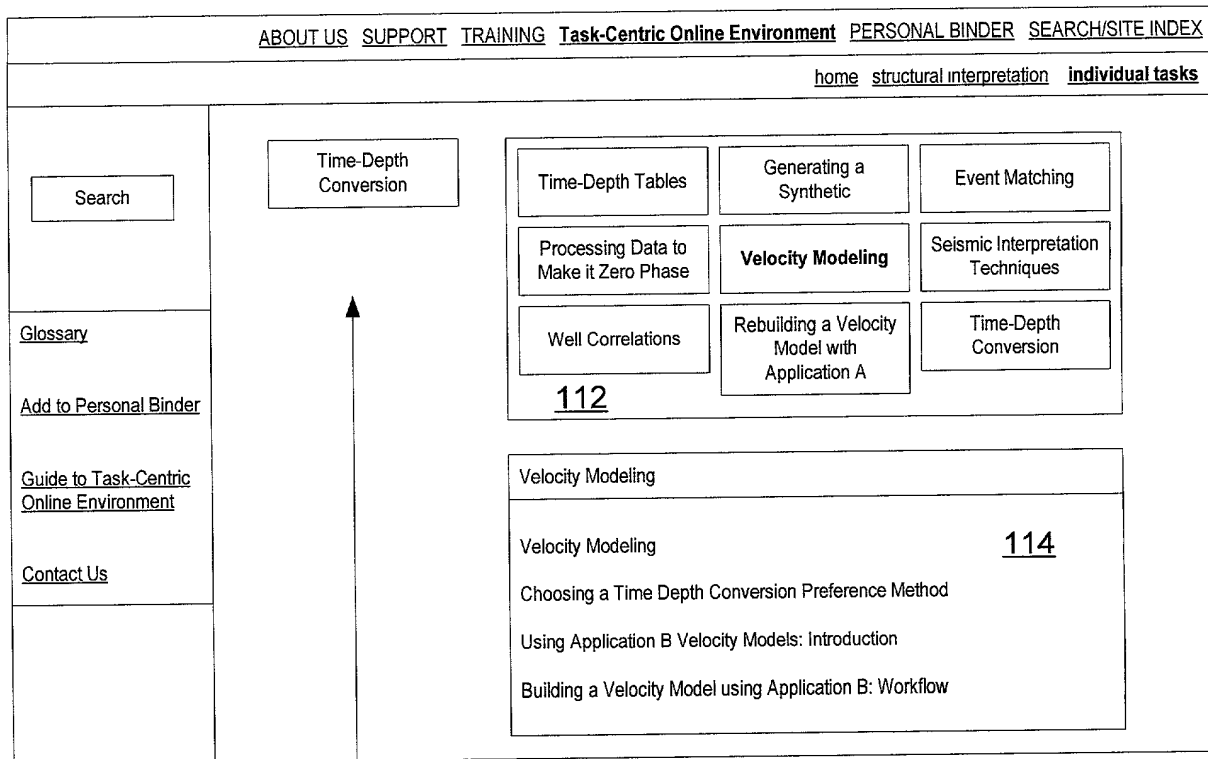 ABOUT US SUPPORT TRAINING Task-Centric Online Environment PERSONAL BINDER SEARCH/SITE INDEX
home structural interpretation individual tasks
Search
Glossary
Add to Personal Binder
Guide to Task-Centric
Online Environment
Contact Us
Time-Depth
Conversion
Time-Depth Tables
Generating a
Synthetic
Event Matching
Processing Data to
Make it Zero Phase
Velocity Modeling
Seismic Interpretation
Techniques
Well Correlations
Rebuilding a Velocity
Model with
Application A
Time-Depth
Conversion
112
Velocity Modeling
Velocity Modeling
114
Choosing a Time Depth Conversion Preference Method
Using Application B Velocity Models: Introduction
Building a Velocity Model using Application B: Workflow